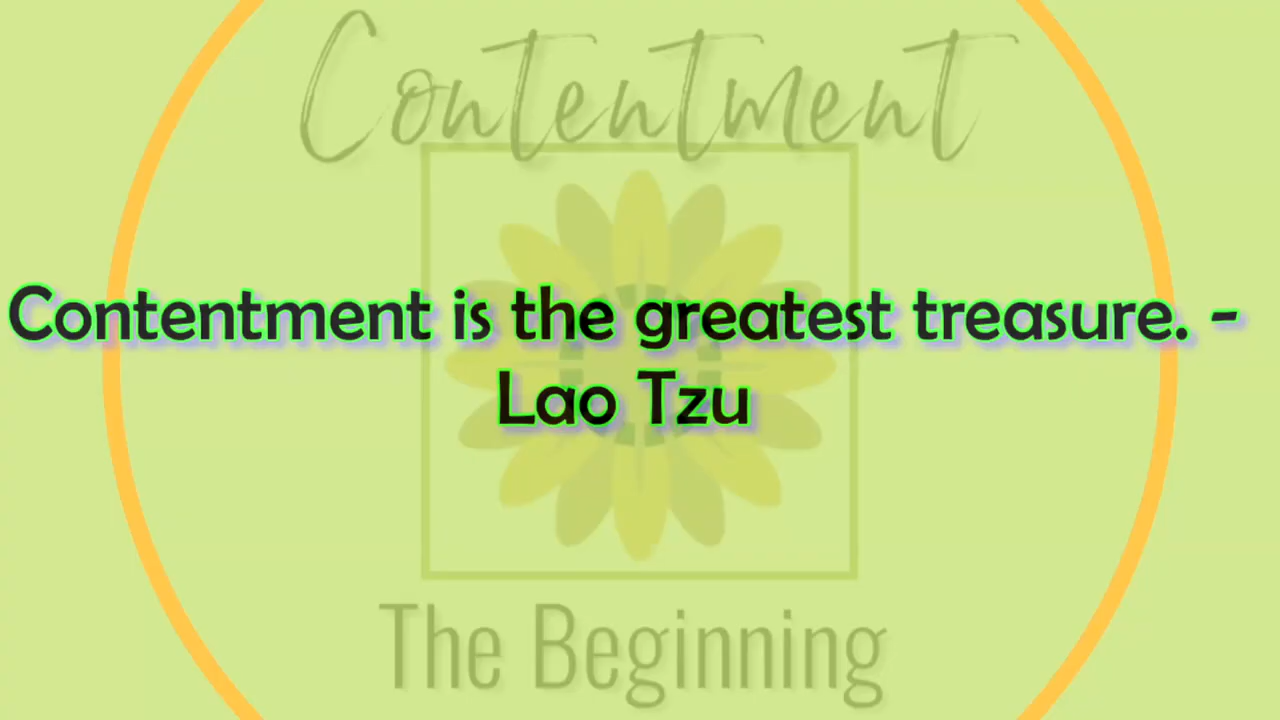 Contentment
Contentment is the greatest treasure. -
Lao Tzu
The Beginning